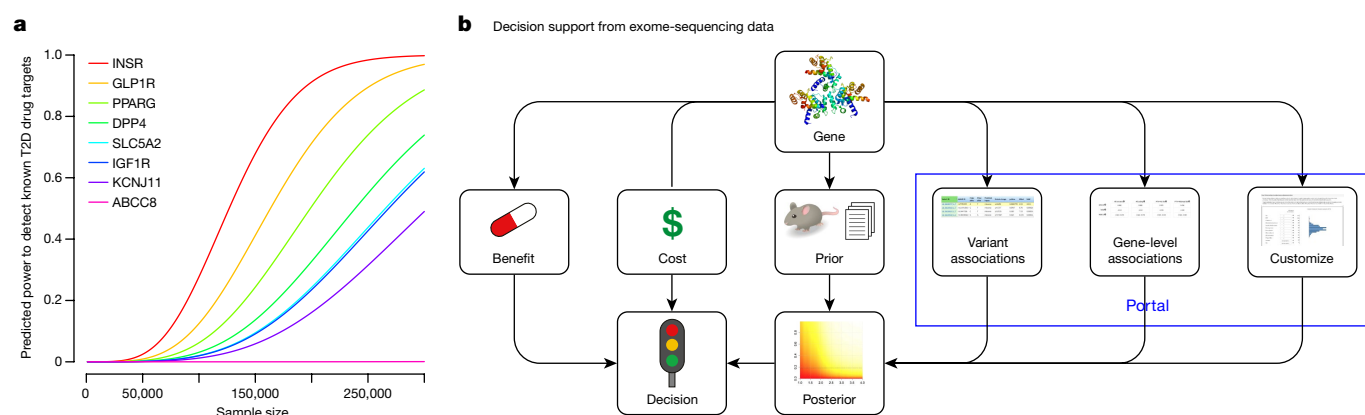 a
Predicted power to detect known T2D drug targets
1.0
0.8
0.6
0.4
0.2
0
INSR
GLP1R
PPARG
DPP4
SLC5A2
IGF1R
KCNJ11
ABCC8
0
50,000
150,000
250,000
Sample size
b
Decision support from exome-sequencing data
Gene
Benefit
$
Cost
Prior
Variant
associations
Gene-level
associations
Customize
Portal
Decision
Posterior